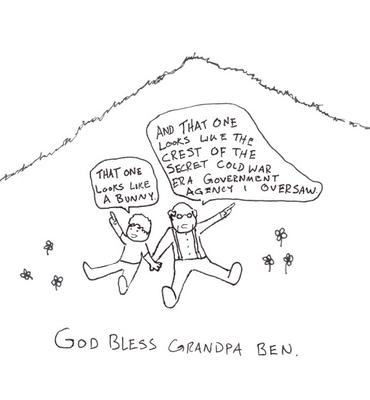 THAT ONE
LOOKS LIKE
A BUNNY.
AND THAT ONE
LOOKS LIKE THE
CREST OF THE
SECRET COLD WAR
ERA GOVERNMENT
AGENCY I OVERSAW.
GOD BLESS GRANDPA BEN.